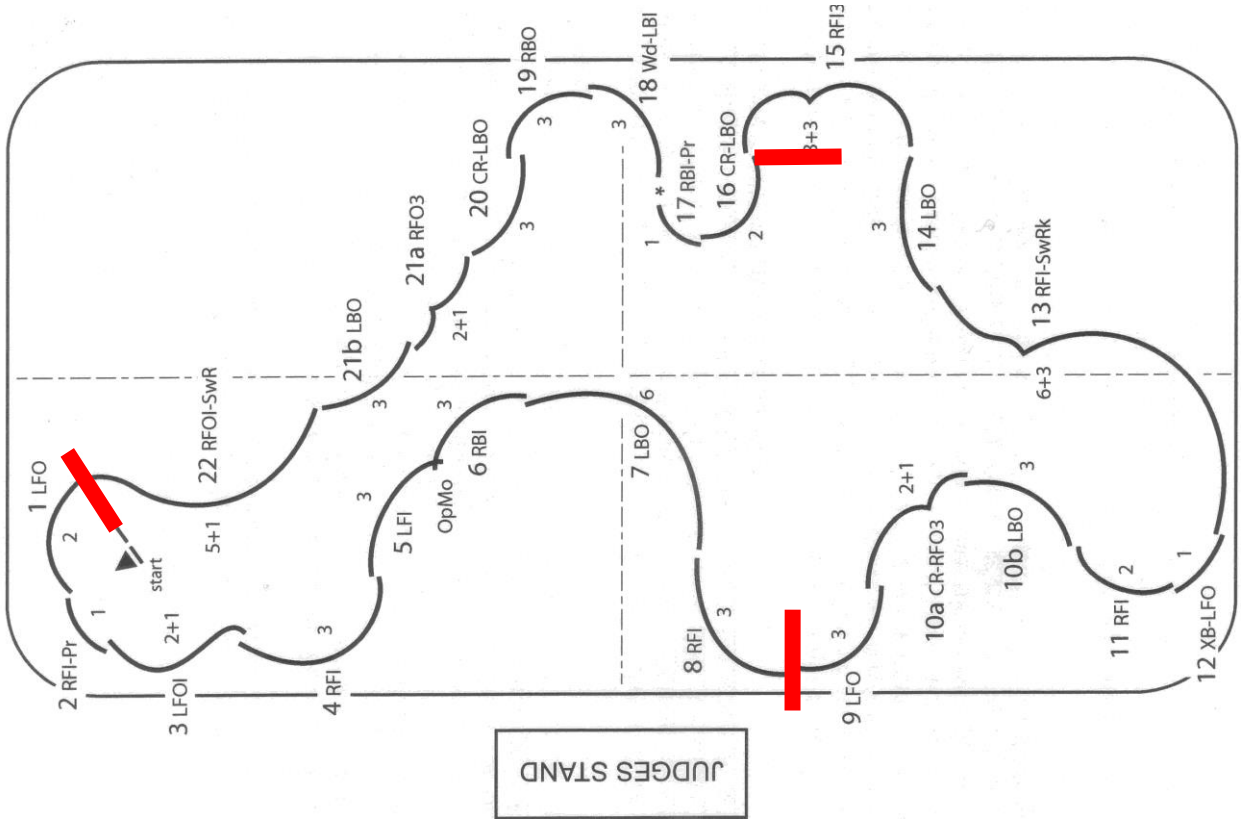 1 LFO
2
start
2 RFI-Pr
1
3 LFOI
2+1
4 RFI
3
5 LFI
3
OpMo
6 RBI
3
7 LBO
6
8 RFI
3
9 LFO
3
10a CR-RFO3
2+1
10b LBO
3
11 RFI
2
12 XB-LFO
1
13 RFI-SwRk
6+3
14 LBO
3
15 RFI3
3+3
16 CR-LBO
2
17 RBI-Pr
*
1
18 Wd-LBI
3
19 RBO
3
20 CR-LBO
3
21a RFO3
2+1
21b LBO
3
22 RFOI-SwR
5+1
JUDGES STAND